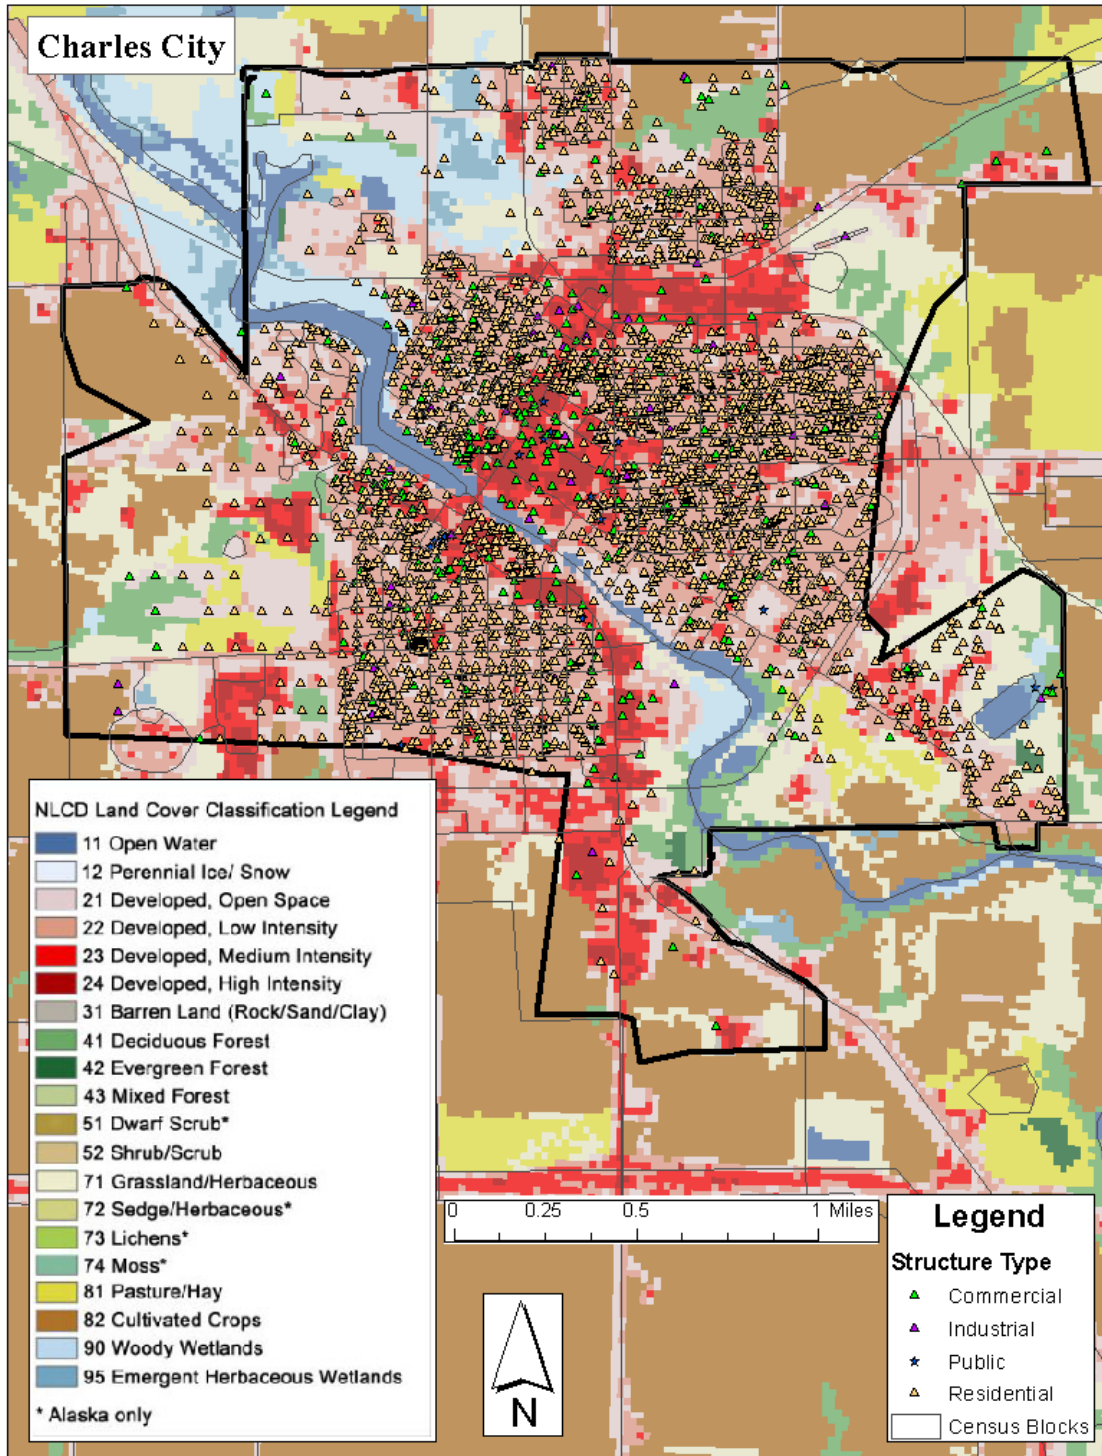 Charles City
NLCD Land Cover Classification Legend
11 Open Water
12 Perennial Ice/ Snow
21 Developed, Open Space
22 Developed, Low Intensity
23 Developed, Medium Intensity
24 Developed, High Intensity
31 Barren Land (Rock/Sand/Clay)
41 Deciduous Forest
42 Evergreen Forest
43 Mixed Forest
51 Dwarf Scrub*
52 Shrub/Scrub
71 Grassland/Herbaceous
72 Sedge/Herbaceous*
73 Lichens*
74 Moss*
81 Pasture/Hay
82 Cultivated Crops
90 Woody Wetlands
95 Emergent Herbaceous Wetlands
* Alaska only
0 0.25 0.5 1 Miles
N
Legend
Structure Type
Commercial
Industrial
Public
Residential
Census Blocks